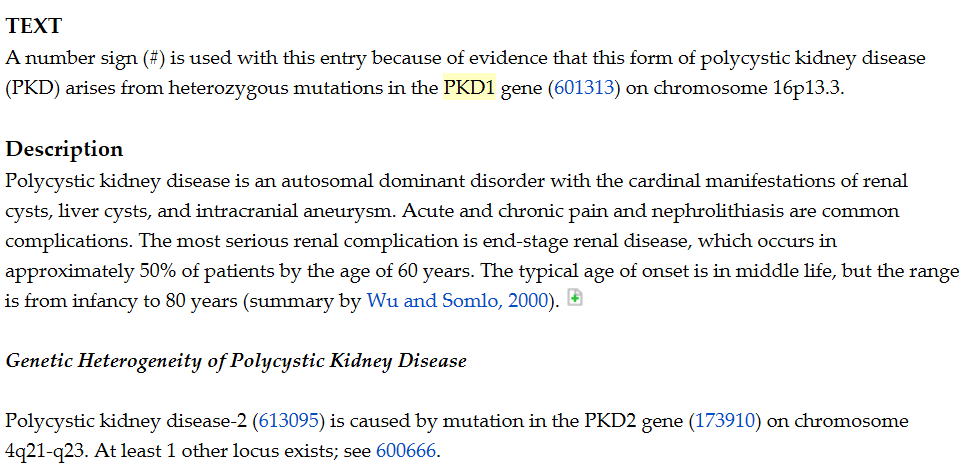 TEXT
A number sign (#) is used with this entry because of evidence that this form of polycystic kidney disease
(PKD) arises from heterozygous mutations in the PKD1 gene (601313) on chromosome 16p13.3.
Description
Polycystic kidney disease is an autosomal dominant disorder with the cardinal manifestations of renal
cysts, liver cysts, and intracranial aneurysm. Acute and chronic pain and nephrolithiasis are common
complications. The most serious renal complication is end-stage renal disease, which occurs in
approximately 50% of patients by the age of 60 years. The typical age of onset is in middle life, but the range
is from infancy to 80 years (summary by Wu and Somlo, 2000).
Genetic Heterogeneity of Polycystic Kidney Disease
Polycystic kidney disease-2 (613095) is caused by mutation in the PKD2 gene (173910) on chromosome
4q21-q23. At least 1 other locus exists; see 600666.